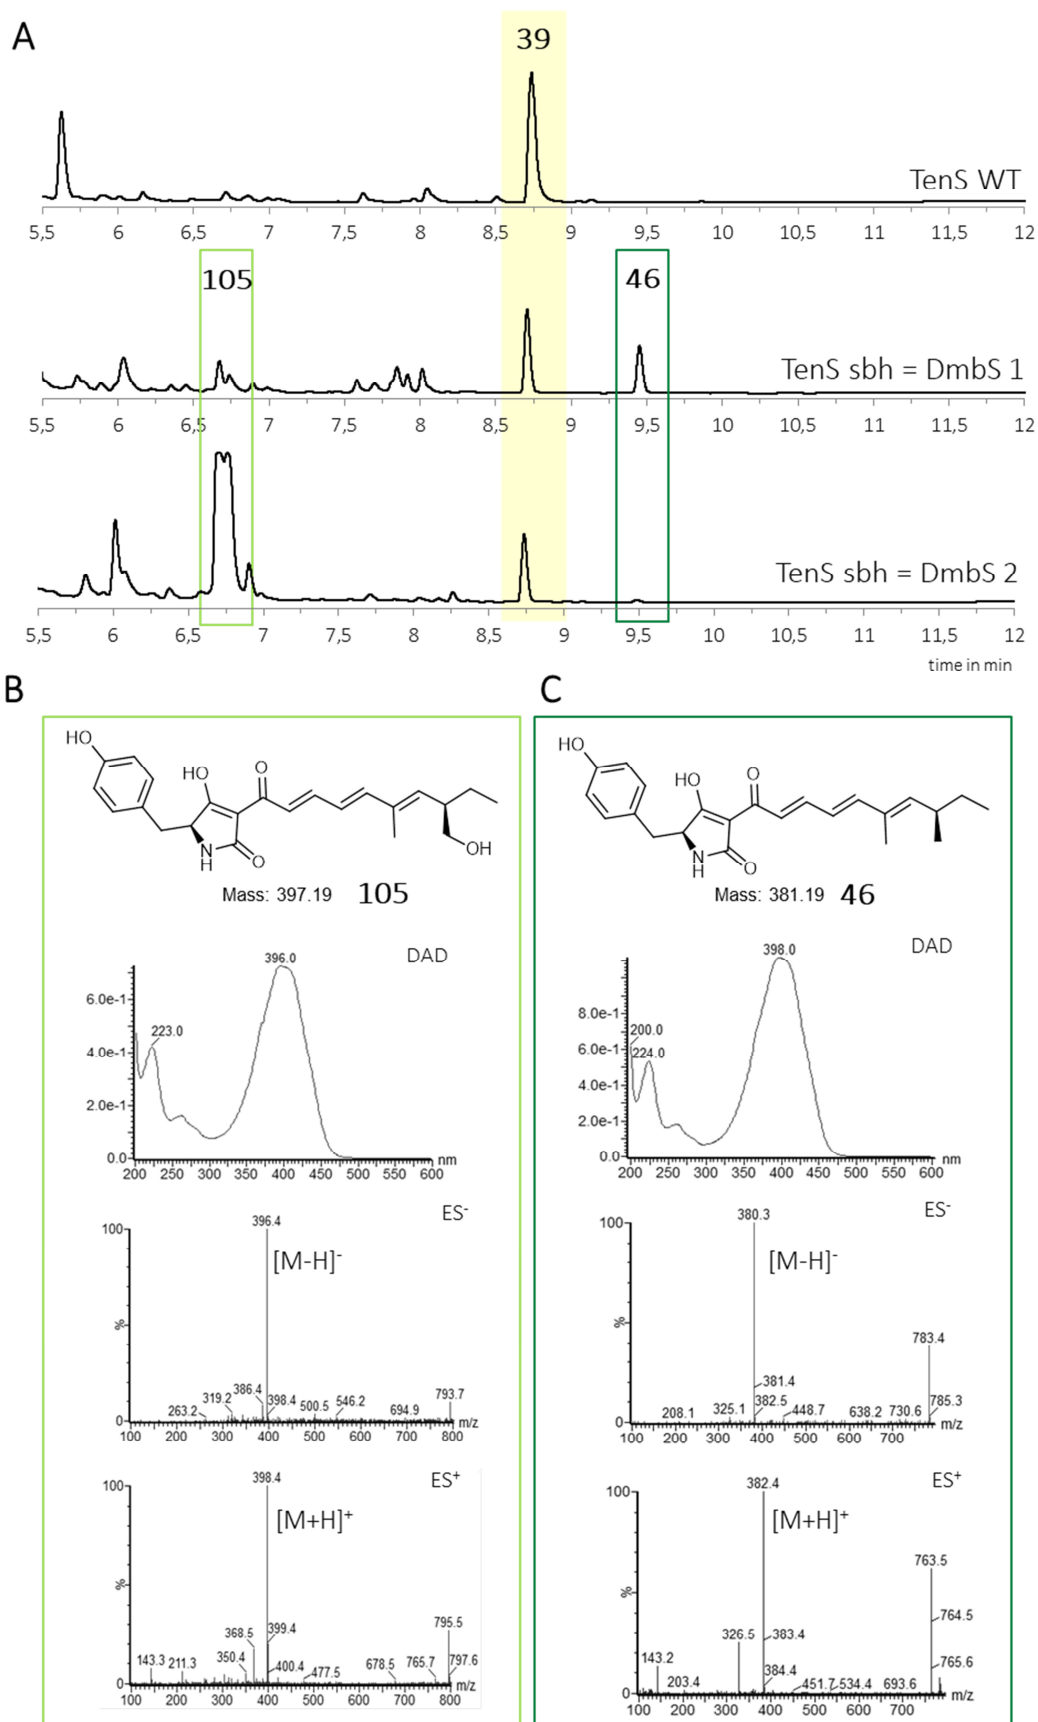 A
39
TenS WT
5,5 6 6,5 7 7,5 8 8,5 9 9,5 10 10,5 11 11,5 12
105
46
TenS sbh = DmbS 1
5,5 6 6,5 7 7,5 8 8,5 9 9,5 10 10,5 11 11,5 12
TenS sbh = DmbS 2
5,5 6 6,5 7 7,5 8 8,5 9 9,5 10 10,5 11 11,5 12
time in min
B
HO
HO
O
N
H
O
OH
Mass: 397.19 105
DAD
396.0
6.0e-1
223.0
4.0e-1
2.0e-1
0.0
200 250 300 350 400 450 500 550 600 nm
ES-
396.4
100
[M-H]-
%
263.2 319.2 386.4 398.4 500.5 546.2 694.9 793.7
0
100 200 300 400 500 600 700 800 m/z
ES+
398.4
100
[M+H]+
%
143.3 211.3 350.4 368.5 399.4 400.4 477.5 678.5 765.7 795.5 797.6
0
100 200 300 400 500 600 700 800 m/z
C
HO
HO
O
N
H
O
Mass: 381.19 46
DAD
398.0
8.0e-1
200.0
6.0e-1
224.0
4.0e-1
2.0e-1
0.0
200 250 300 350 400 450 500 550 600 nm
ES-
380.3
100
[M-H]-
%
208.1 325.1 381.4 382.5 448.7 638.2 730.6 783.4 785.3
0
100 200 300 400 500 600 700 m/z
ES+
382.4
100
[M+H]+
%
143.2 203.4 326.5 383.4 384.4 451.7 534.4 693.6 763.5 764.5 765.6
0
100 200 300 400 500 600 700 m/z